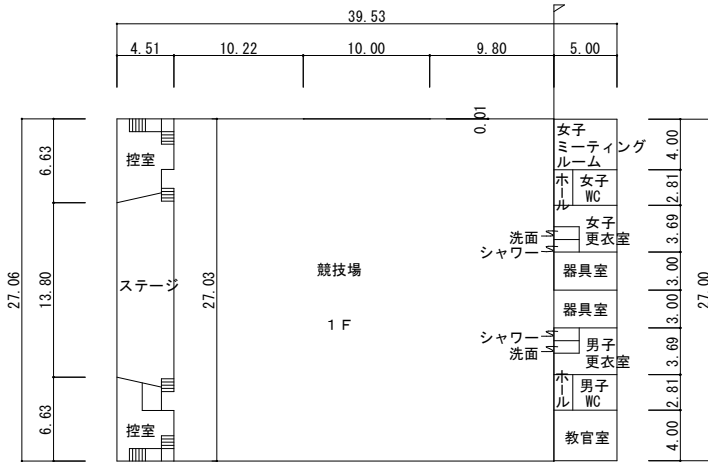 39.53
4.51 10.22 10.00 9.80 5.00
0.01
27.06
6.63
13.80
6.63
27.03
控室
ステージ
控室
競技場
1F
女子
ミーティング
ルーム
ホール
女子
WC
女子
更衣室
洗面
シャワー
器具室
器具室
シャワー
洗面
男子
更衣室
ホール
男子
WC
教官室
4.00
2.81
3.69
3.00
3.00
3.69
2.81
4.00
27.00